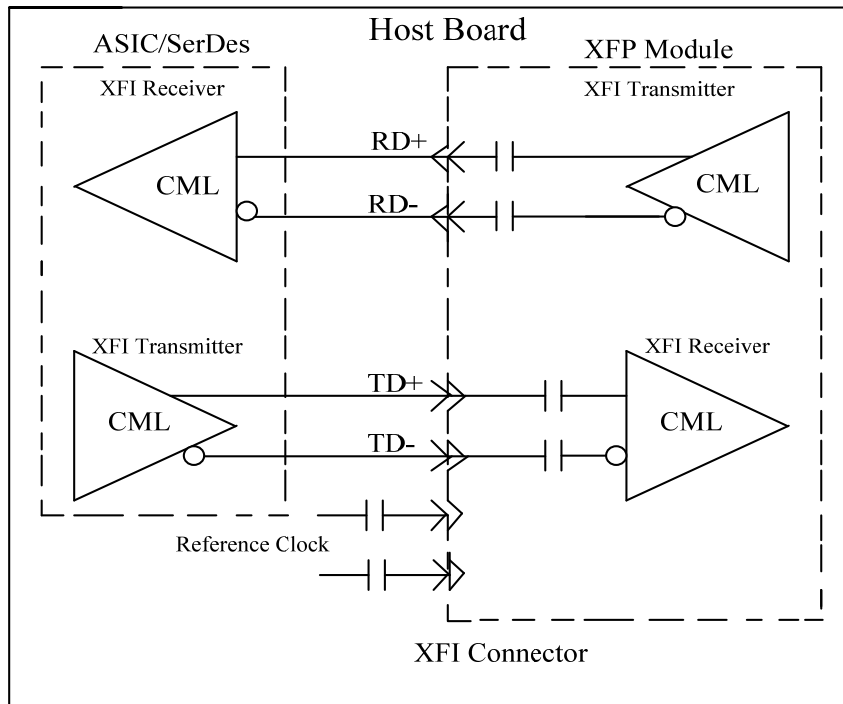 Host Board
ASIC/SerDes
XFP Module
XFI Receiver
XFI Transmitter
RD+
CML
CML
RD-
XFI Transmitter
XFI Receiver
TD+
CML
CML
TD-
Reference Clock
XFI Connector